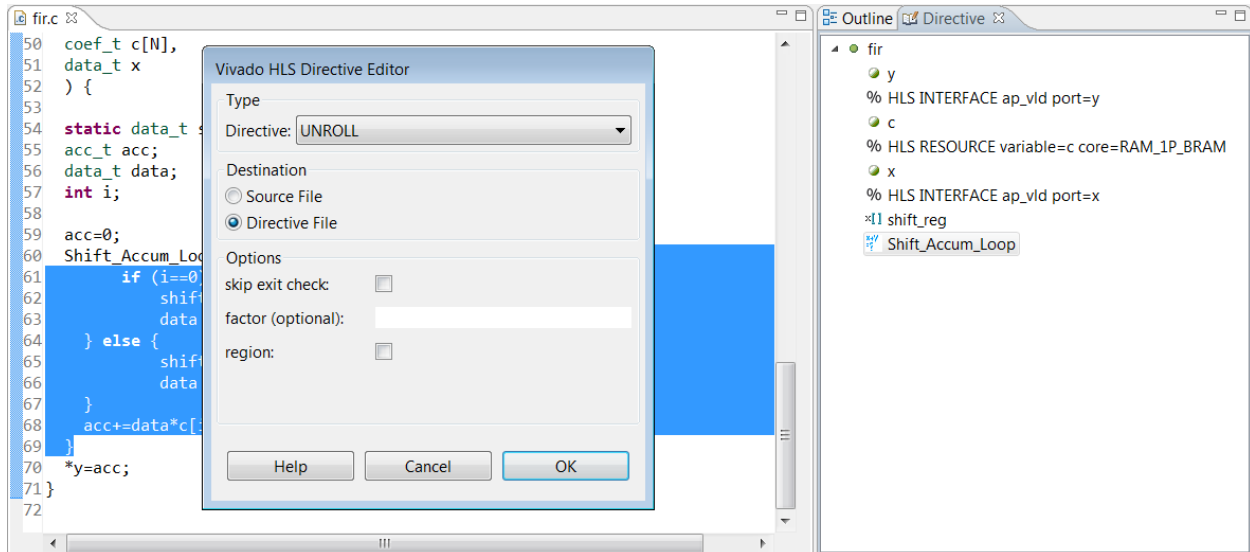 fir.c
50 coef_t c[N],
51 data_t x
52 ) {
53
54 static data_t s
55 acc_t acc;
56 data_t data;
57 int i;
58
59 acc=0;
60 Shift_Accum_Loo
61 if (i==0)
62 shift
63 data
64 } else {
65 shift
66 data
67 }
68 acc+=data*c[i
69 }
70 *y=acc;
71 }
72
Vivado HLS Directive Editor
Type
Directive: UNROLL
Destination
Source File
Directive File
Options
skip exit check:
factor (optional):
region:
Help Cancel OK
Outline Directive
fir
y
% HLS INTERFACE ap_vld port=y
c
% HLS RESOURCE variable=c core=RAM_1P_BRAM
x
% HLS INTERFACE ap_vld port=x
shift_reg
Shift_Accum_Loop